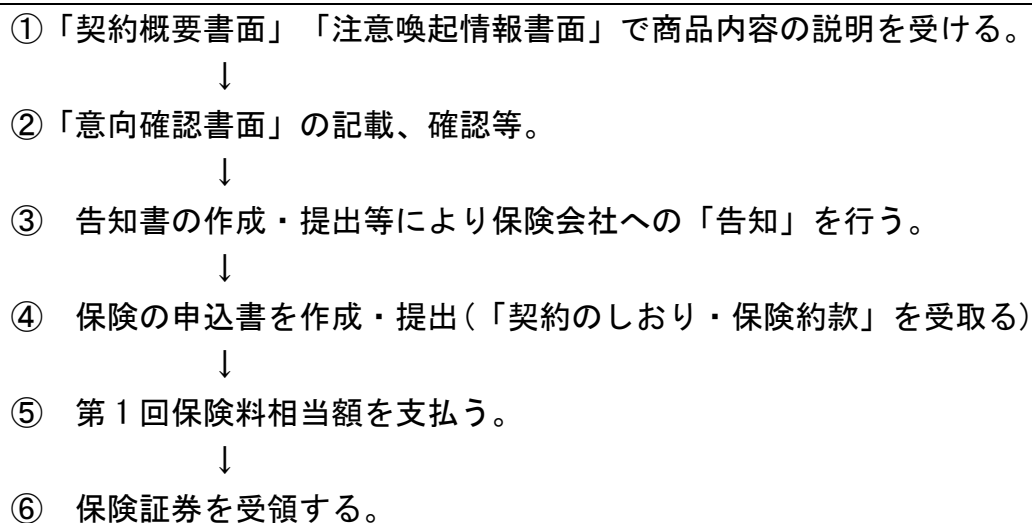 ①「契約概要書面」「注意喚起情報書面」で商品内容の説明を受ける。
↓
②「意向確認書面」の記載、確認等。
↓
③　告知書の作成・提出等により保険会社への「告知」を行う。
↓
④　保険の申込書を作成・提出(「契約のしおり・保険約款」を受取る)
↓
⑤　第1回保険料相当額を支払う。
↓
⑥　保険証券を受領する。